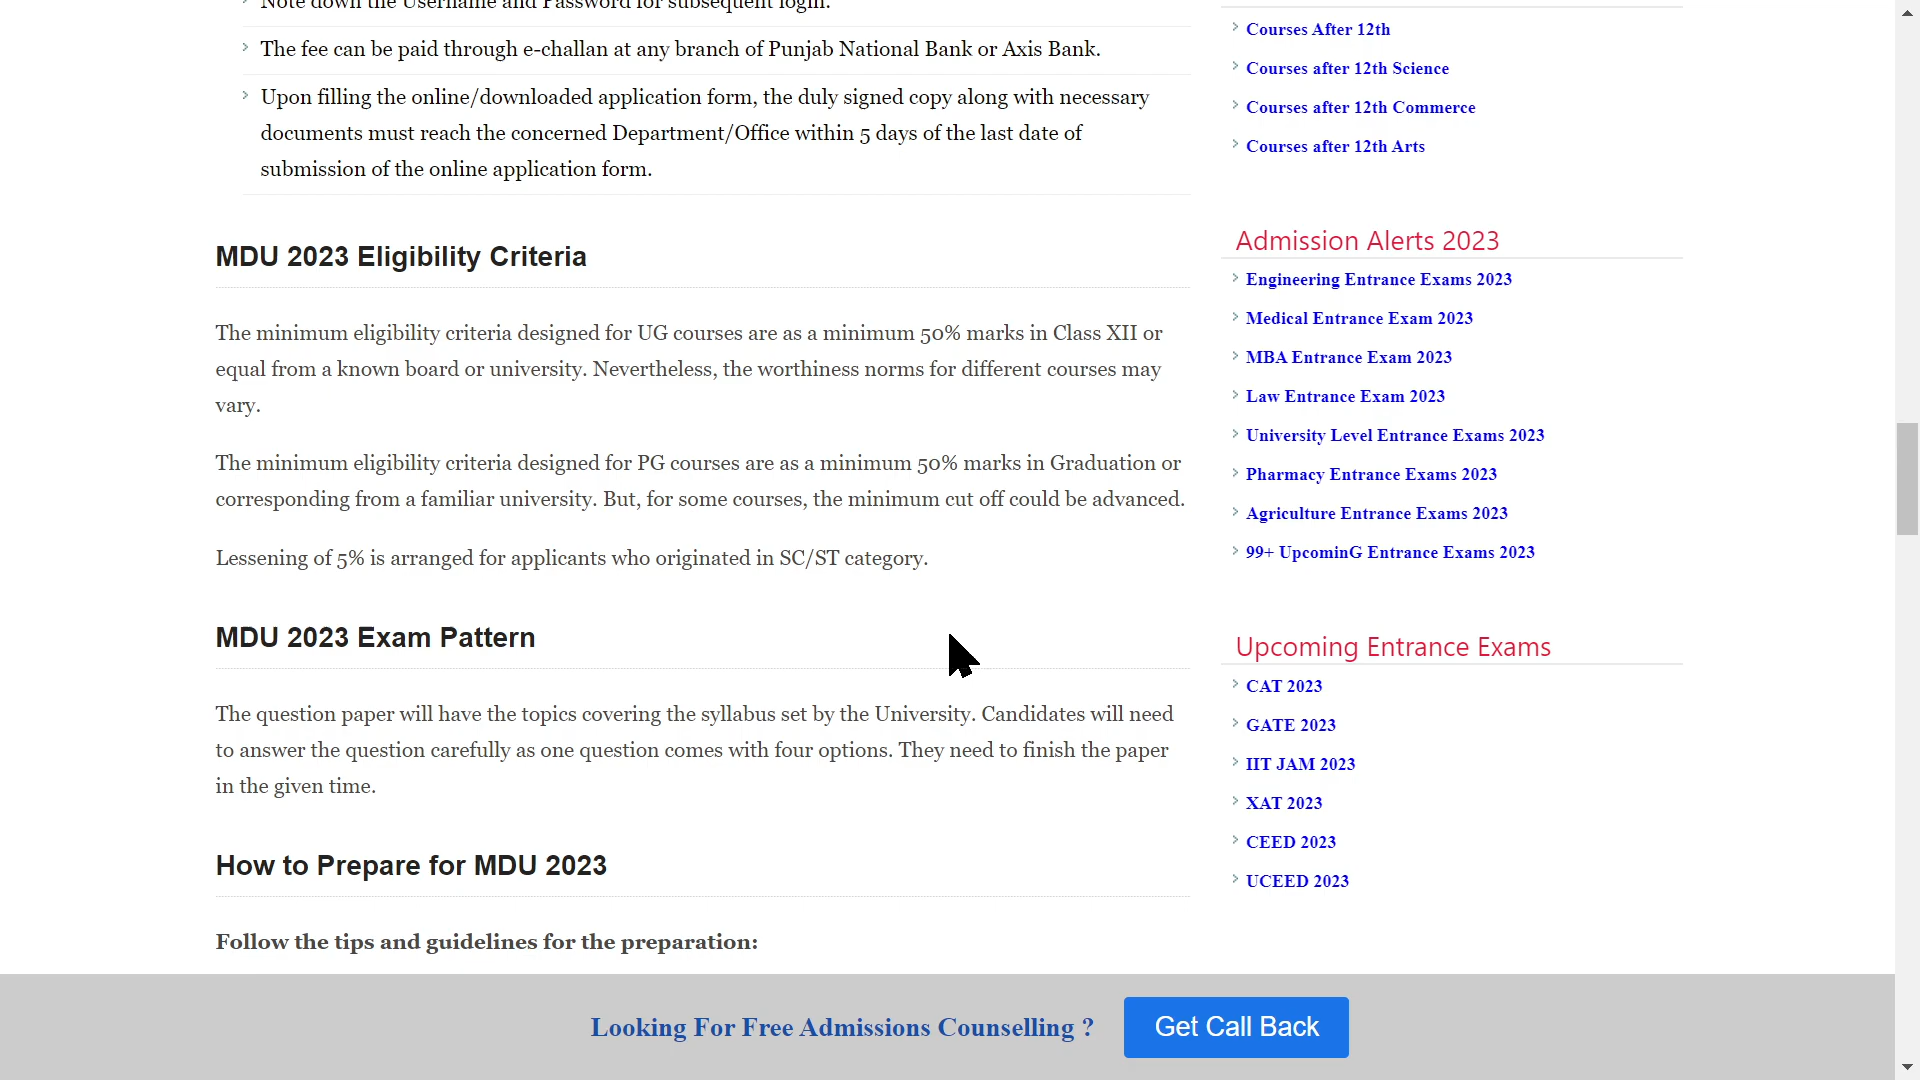 Note down the Username and Password for subsequent login.
The fee can be paid through e-challan at any branch of Punjab National Bank or Axis Bank.
Upon filling the online/downloaded application form, the duly signed copy along with necessary
documents must reach the concerned Department/Office within 5 days of the last date of
submission of the online application form.
MDU 2023 Eligibility Criteria
The minimum eligibility criteria designed for UG courses are as a minimum 50% marks in Class XII or
equal from a known board or university. Nevertheless, the worthiness norms for different courses may
vary.
The minimum eligibility criteria designed for PG courses are as a minimum 50% marks in Graduation or
corresponding from a familiar university. But, for some courses, the minimum cut off could be advanced.
Lessening of 5% is arranged for applicants who originated in SC/ST category.
MDU 2023 Exam Pattern
The question paper will have the topics covering the syllabus set by the University. Candidates will need
to answer the question carefully as one question comes with four options. They need to finish the paper
in the given time.
How to Prepare for MDU 2023
Follow the tips and guidelines for the preparation:
Courses After 12th
Courses after 12th Science
Courses after 12th Commerce
Courses after 12th Arts
Admission Alerts 2023
Engineering Entrance Exams 2023
Medical Entrance Exam 2023
MBA Entrance Exam 2023
Law Entrance Exam 2023
University Level Entrance Exams 2023
Pharmacy Entrance Exams 2023
Agriculture Entrance Exams 2023
99+ UpcominG Entrance Exams 2023
Upcoming Entrance Exams
CAT 2023
GATE 2023
IIT JAM 2023
XAT 2023
CEED 2023
UCEED 2023
Looking For Free Admissions Counselling ?
Get Call Back